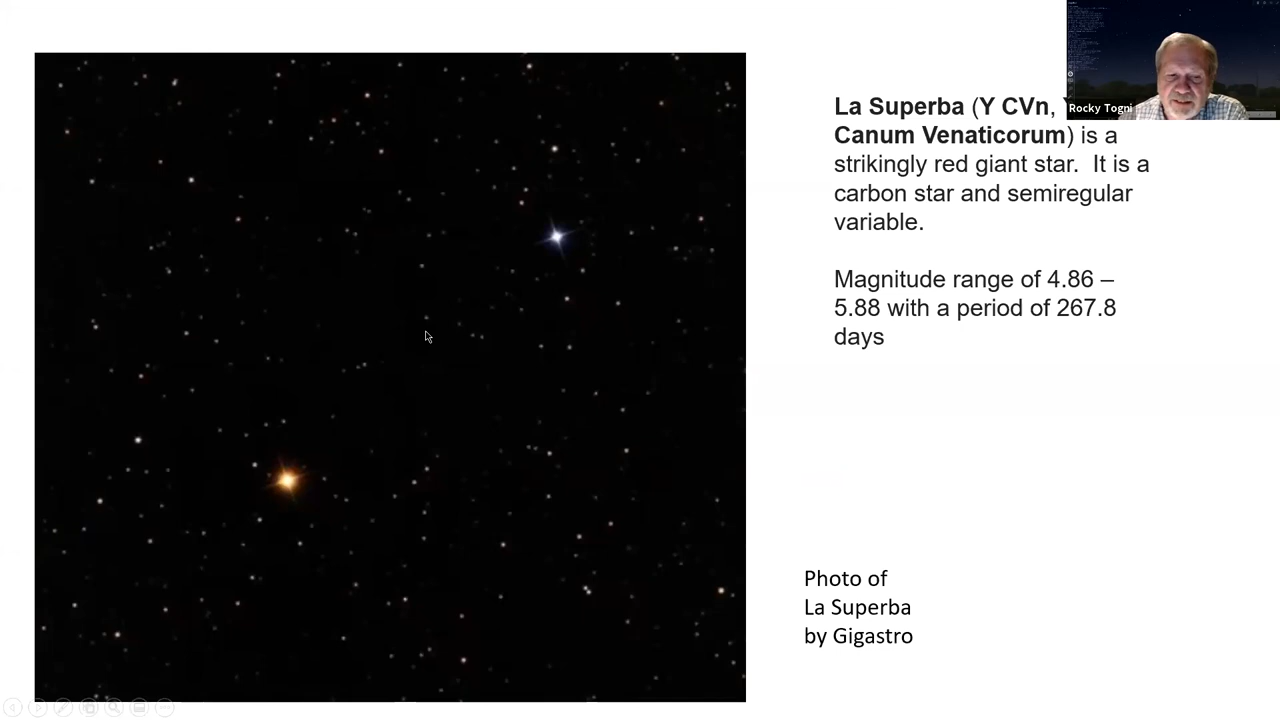 La Superba (Y CVn,
Canum Venaticorum) is a
strikingly red giant star. It is a
carbon star and semiregular
variable.
Magnitude range of 4.86 –
5.88 with a period of 267.8
days
Photo of
La Superba
by Gigastro
Rocky Togni